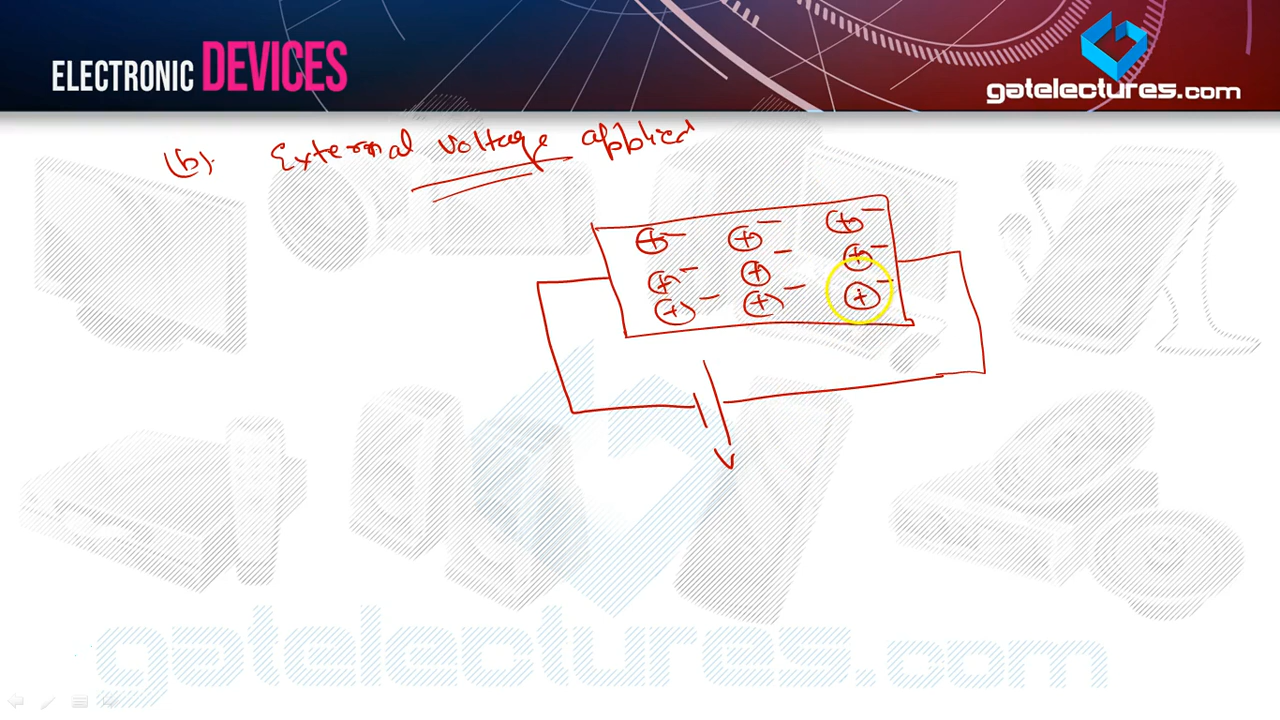 ELECTRONIC DEVICES
gatelectures.com
(b). External voltage applied
+ - + - + -
+ - + - + -
+ - + - + -
V
gatelectures.com